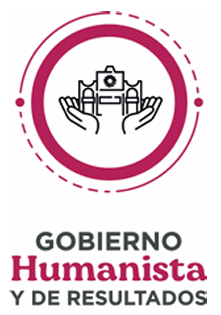 GOBIERNO
Humanista
Y DE RESULTADOS